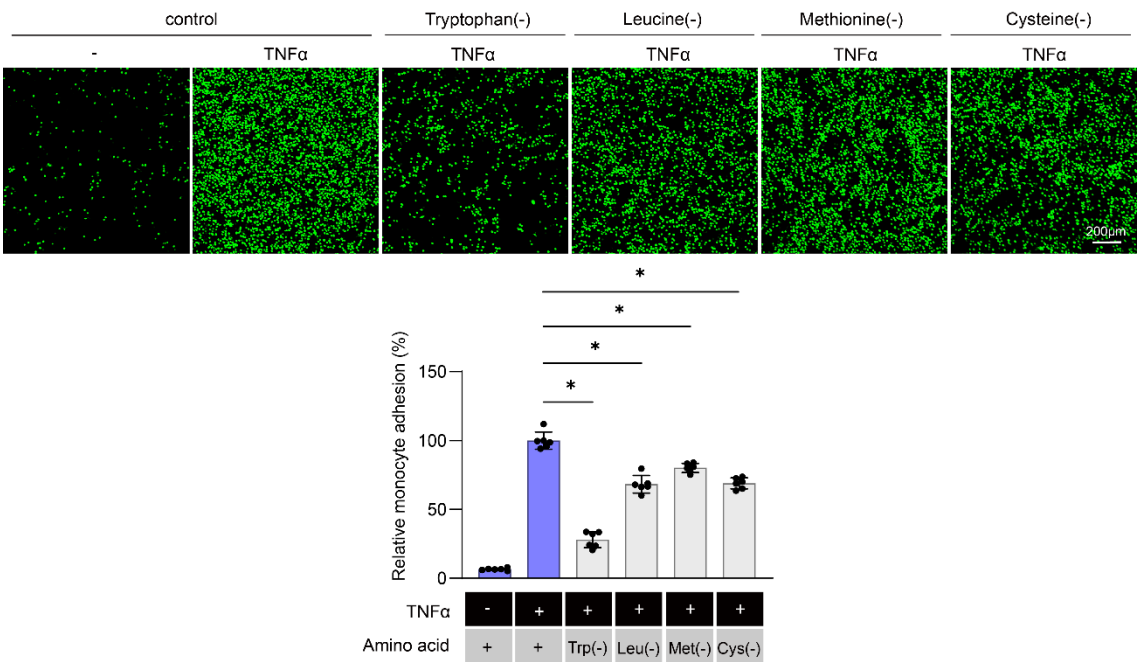 control Tryptophan(-) Leucine(-) Methionine(-) Cysteine(-)
- TNFα TNFα TNFα TNFα TNFα
200μm
*
*
*
*
Relative monocyte adhesion (%)
150
100
50
0
TNFα - + + + + +
Amino acid + + Trp(-) Leu(-) Met(-) Cys(-)